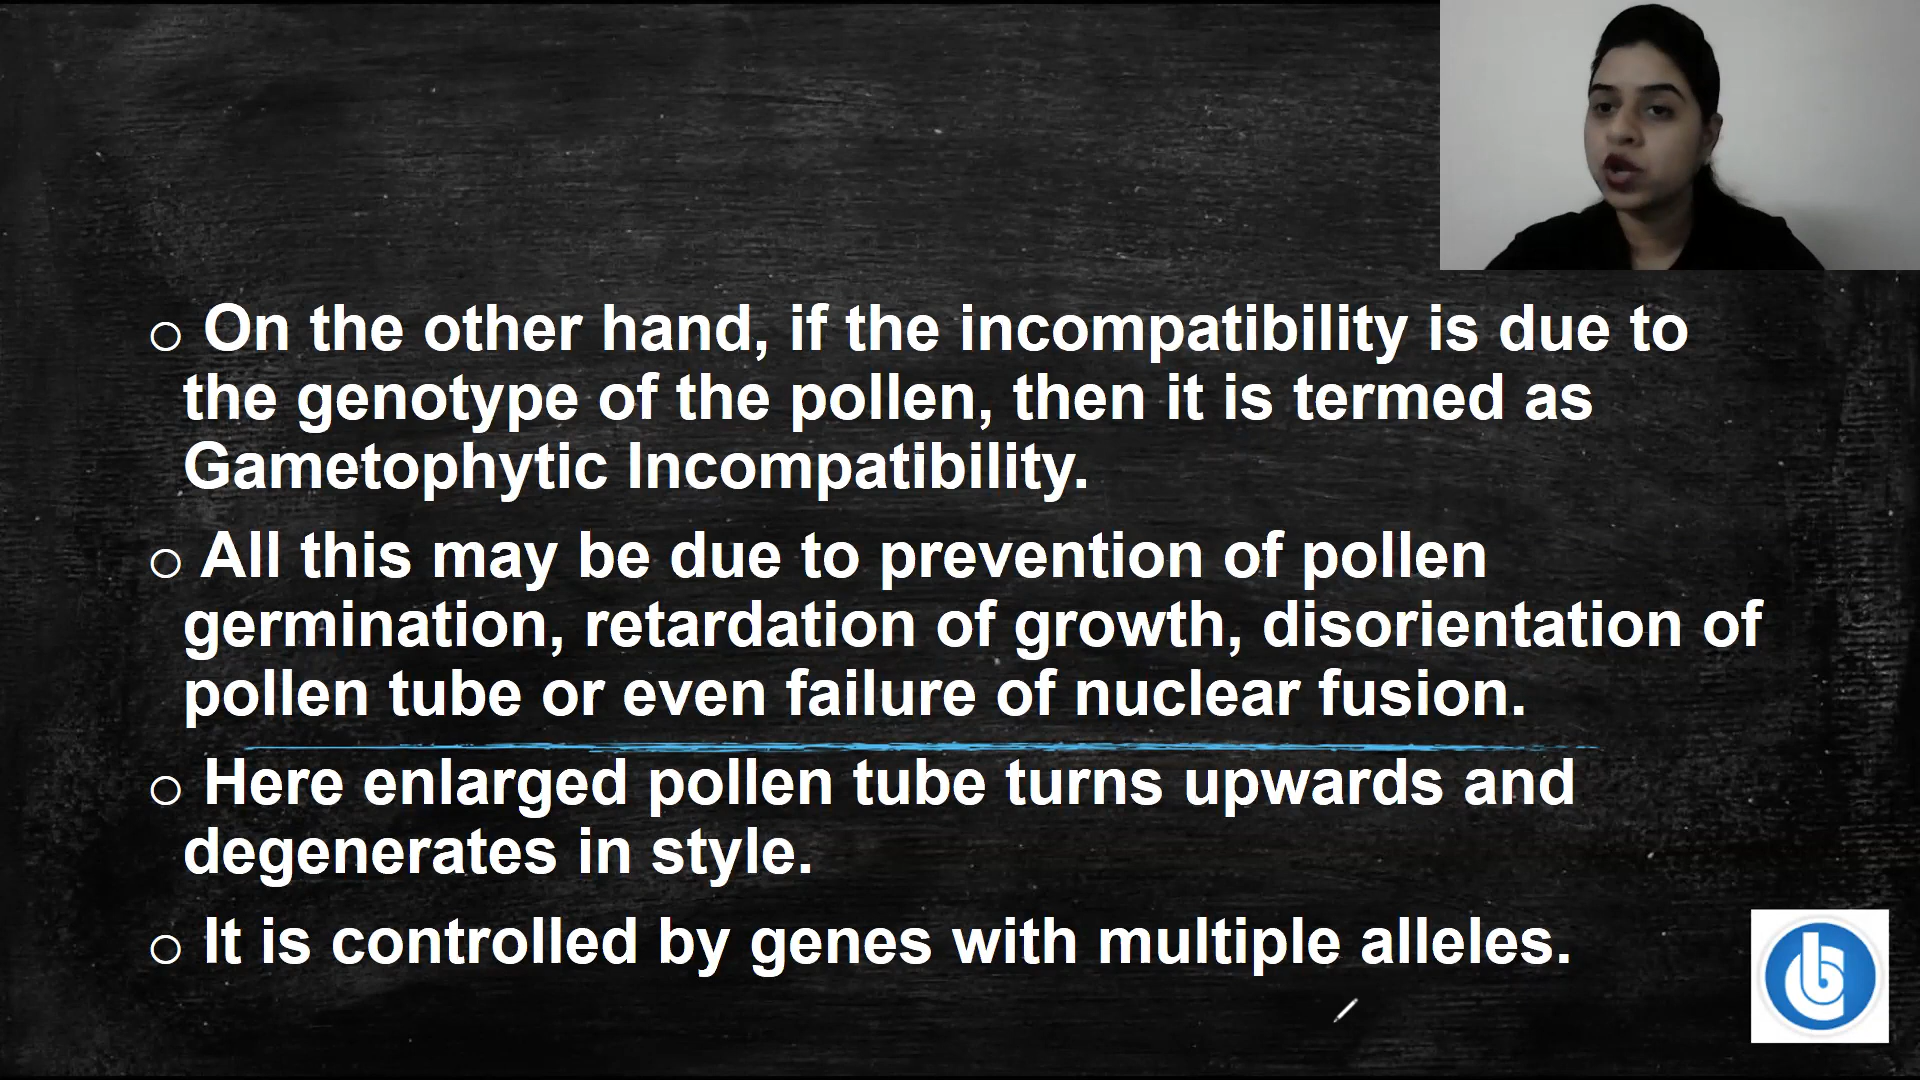 o On the other hand, if the incompatibility is due to
the genotype of the pollen, then it is termed as
Gametophytic Incompatibility.
o All this may be due to prevention of pollen
germination, retardation of growth, disorientation of
pollen tube or even failure of nuclear fusion.
o Here enlarged pollen tube turns upwards and
degenerates in style.
o It is controlled by genes with multiple alleles.